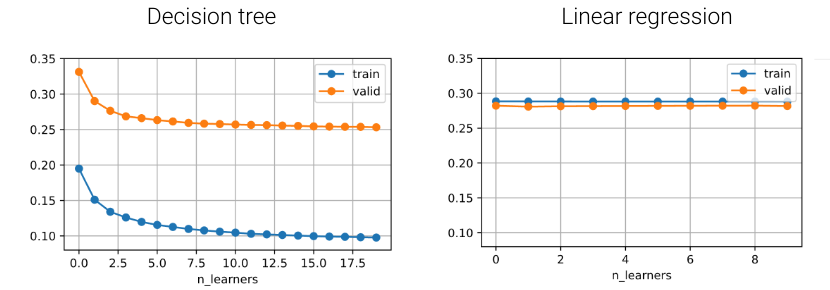 Decision tree
Linear regression
0.35
0.30
0.25
0.20
0.15
0.10
0.0 2.5 5.0 7.5 10.0 12.5 15.0 17.5
n_learners
train
valid
0.35
0.30
0.25
0.20
0.15
0.10
0 2 4 6 8
n_learners
train
valid